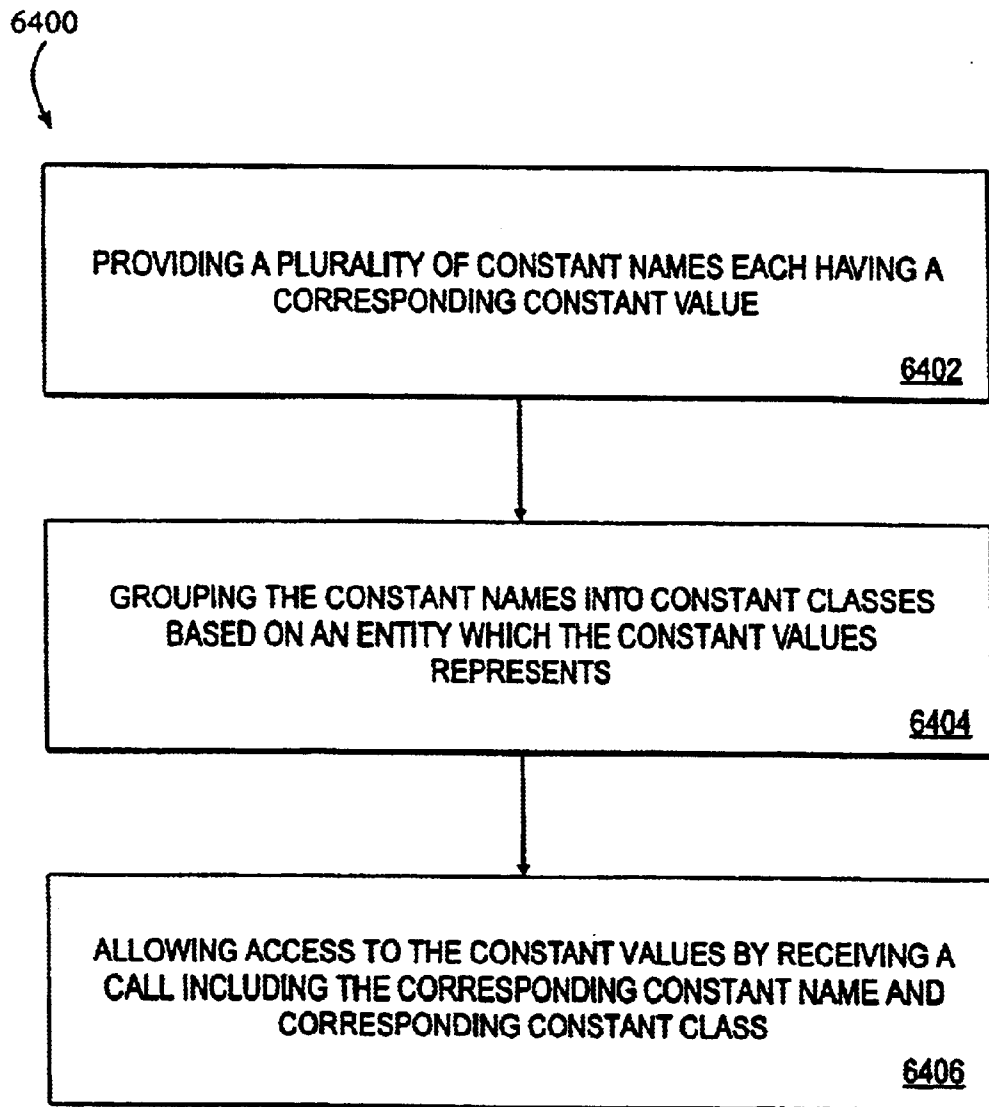 6400
PROVIDING A PLURALITY OF CONSTANT NAMES EACH HAVING A
CORRESPONDING CONSTANT VALUE
6402
GROUPING THE CONSTANT NAMES INTO CONSTANT CLASSES
BASED ON AN ENTITY WHICH THE CONSTANT VALUES
REPRESENTS
6404
ALLOWING ACCESS TO THE CONSTANT VALUES BY RECEIVING A
CALL INCLUDING THE CORRESPONDING CONSTANT NAME AND
CORRESPONDING CONSTANT CLASS
6406